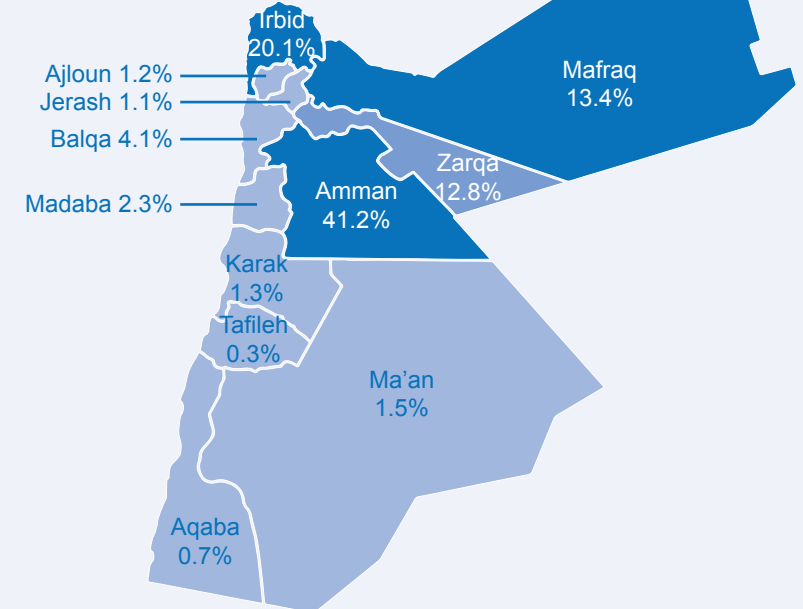 Irbid
20.1%
Mafraq
13.4%
Ajloun 1.2%
Jerash 1.1%
Balqa 4.1%
Zarqa
12.8%
Amman
41.2%
Madaba 2.3%
Karak
1.3%
Tafileh
0.3%
Ma’an
1.5%
Aqaba
0.7%